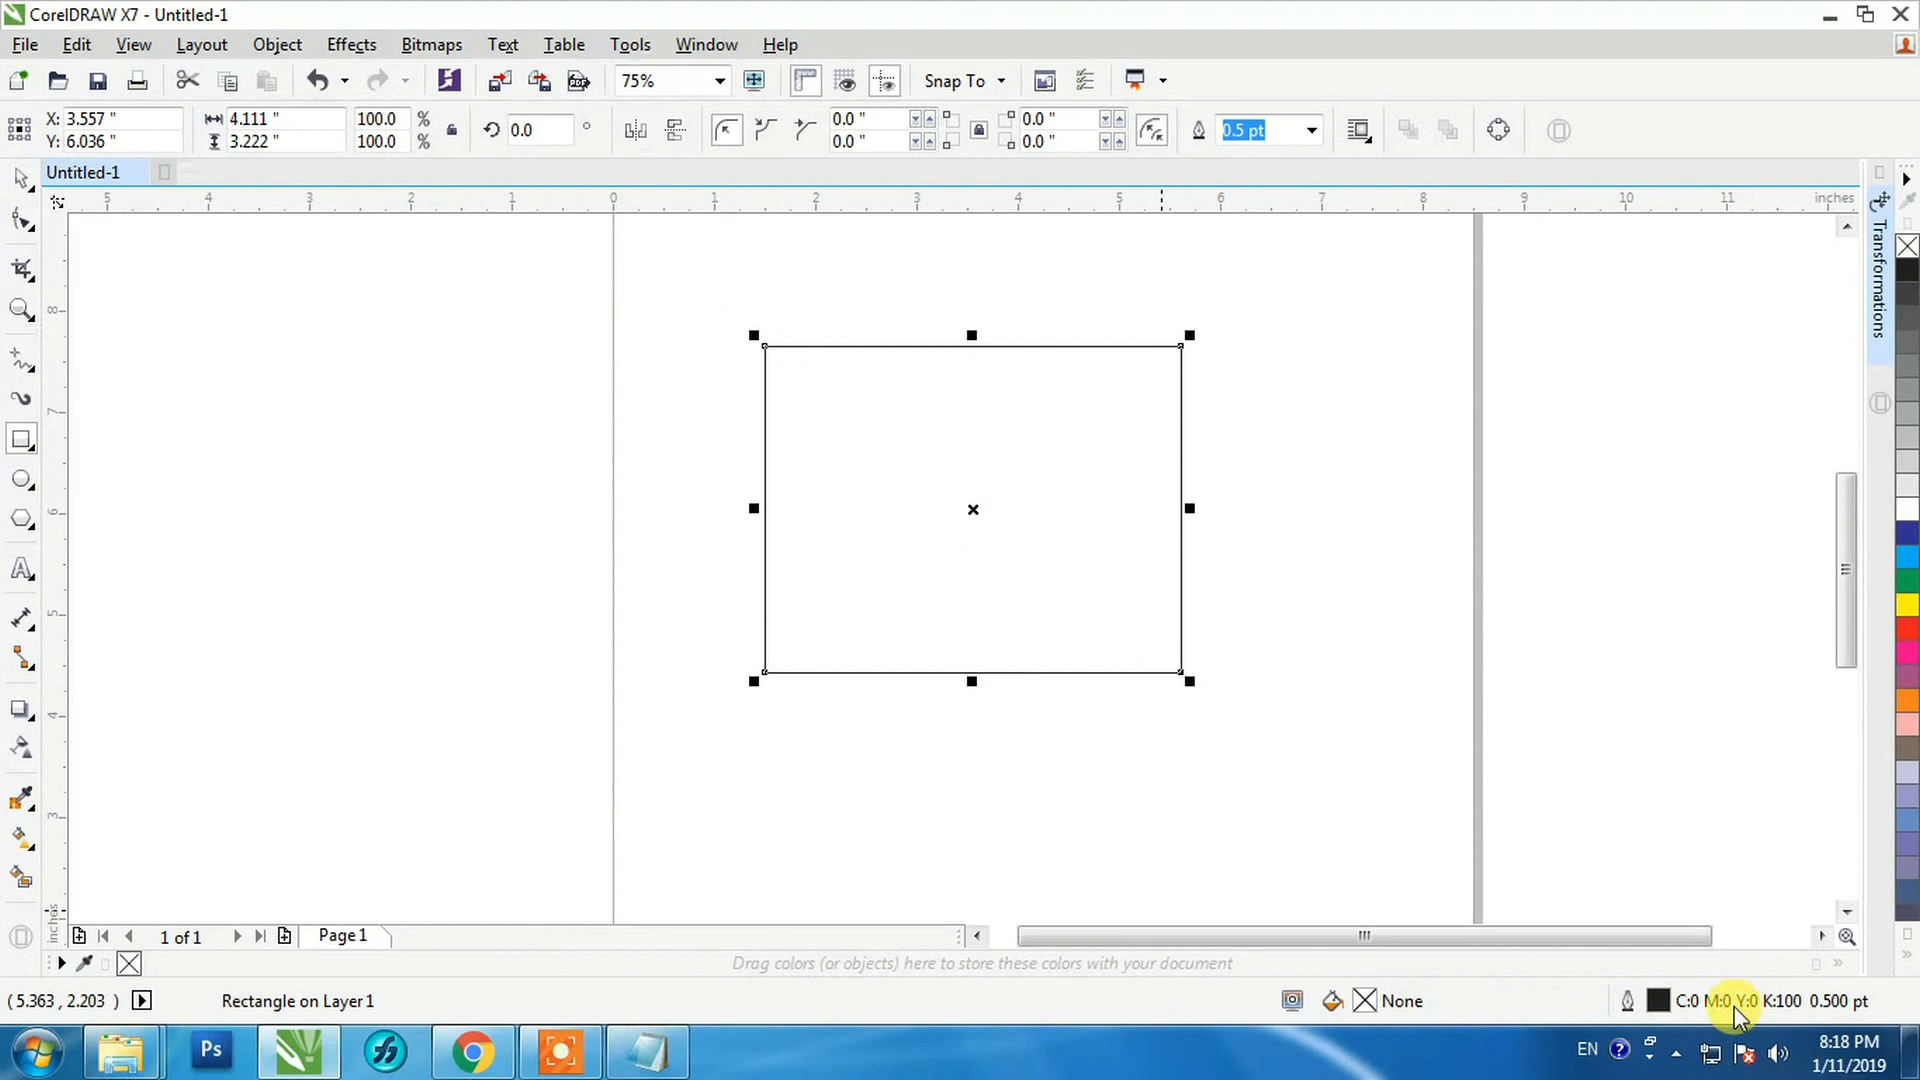 CorelDRAW X7 - Untitled-1
File Edit View Layout Object Effects Bitmaps Text Table Tools Window Help
75% Snap To
X: 3.557 " 4.111 " 100.0 % 0.0 ° 0.0 " 0.0 " 0.5 pt
Y: 6.036 " 3.222 " 100.0 % 0.0 " 0.0 "
Untitled-1
5 4 3 2 1 0 1 2 3 4 5 6 7 8 9 10 11 inches
8
7
6
5
4
3
inches
Transformations
1 of 1 Page 1
Drag colors (or objects) here to store these colors with your document
( 5.363 , 2.203 ) Rectangle on Layer 1 None C:0 M:0 Y:0 K:100 0.500 pt
Ps
EN
8:18 PM
1/11/2019